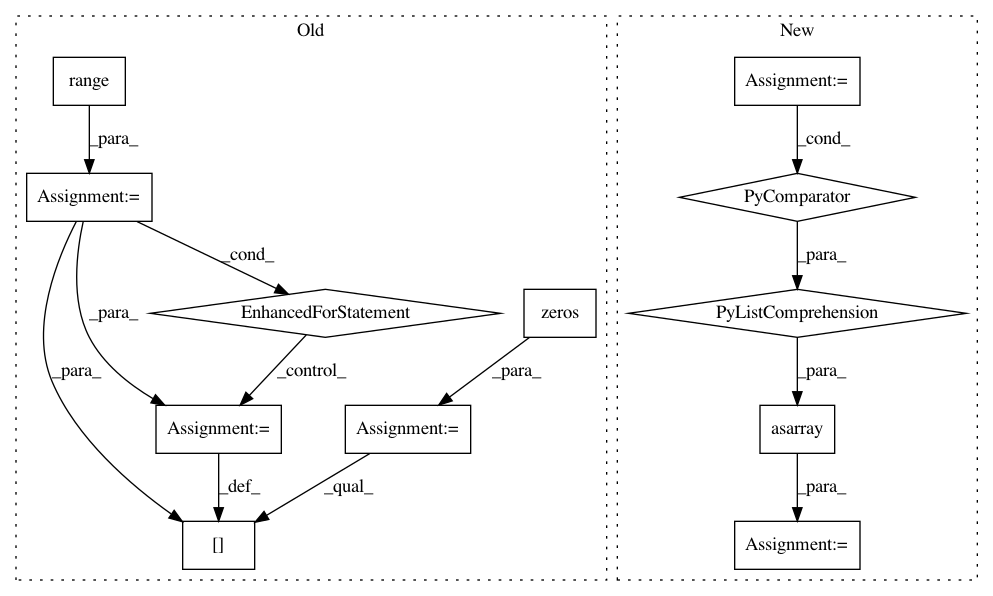 Old
New
range
Assignment:=
_para_
_cond_
Assignment:=
PyComparator
_cond_
_para_
_para_
EnhancedForStatement
zeros
PyListComprehension
_para_
_control_
_para_
_para_
Assignment:=
Assignment:=
asarray
_def_
_qual_
_para_
[]
Assignment:=